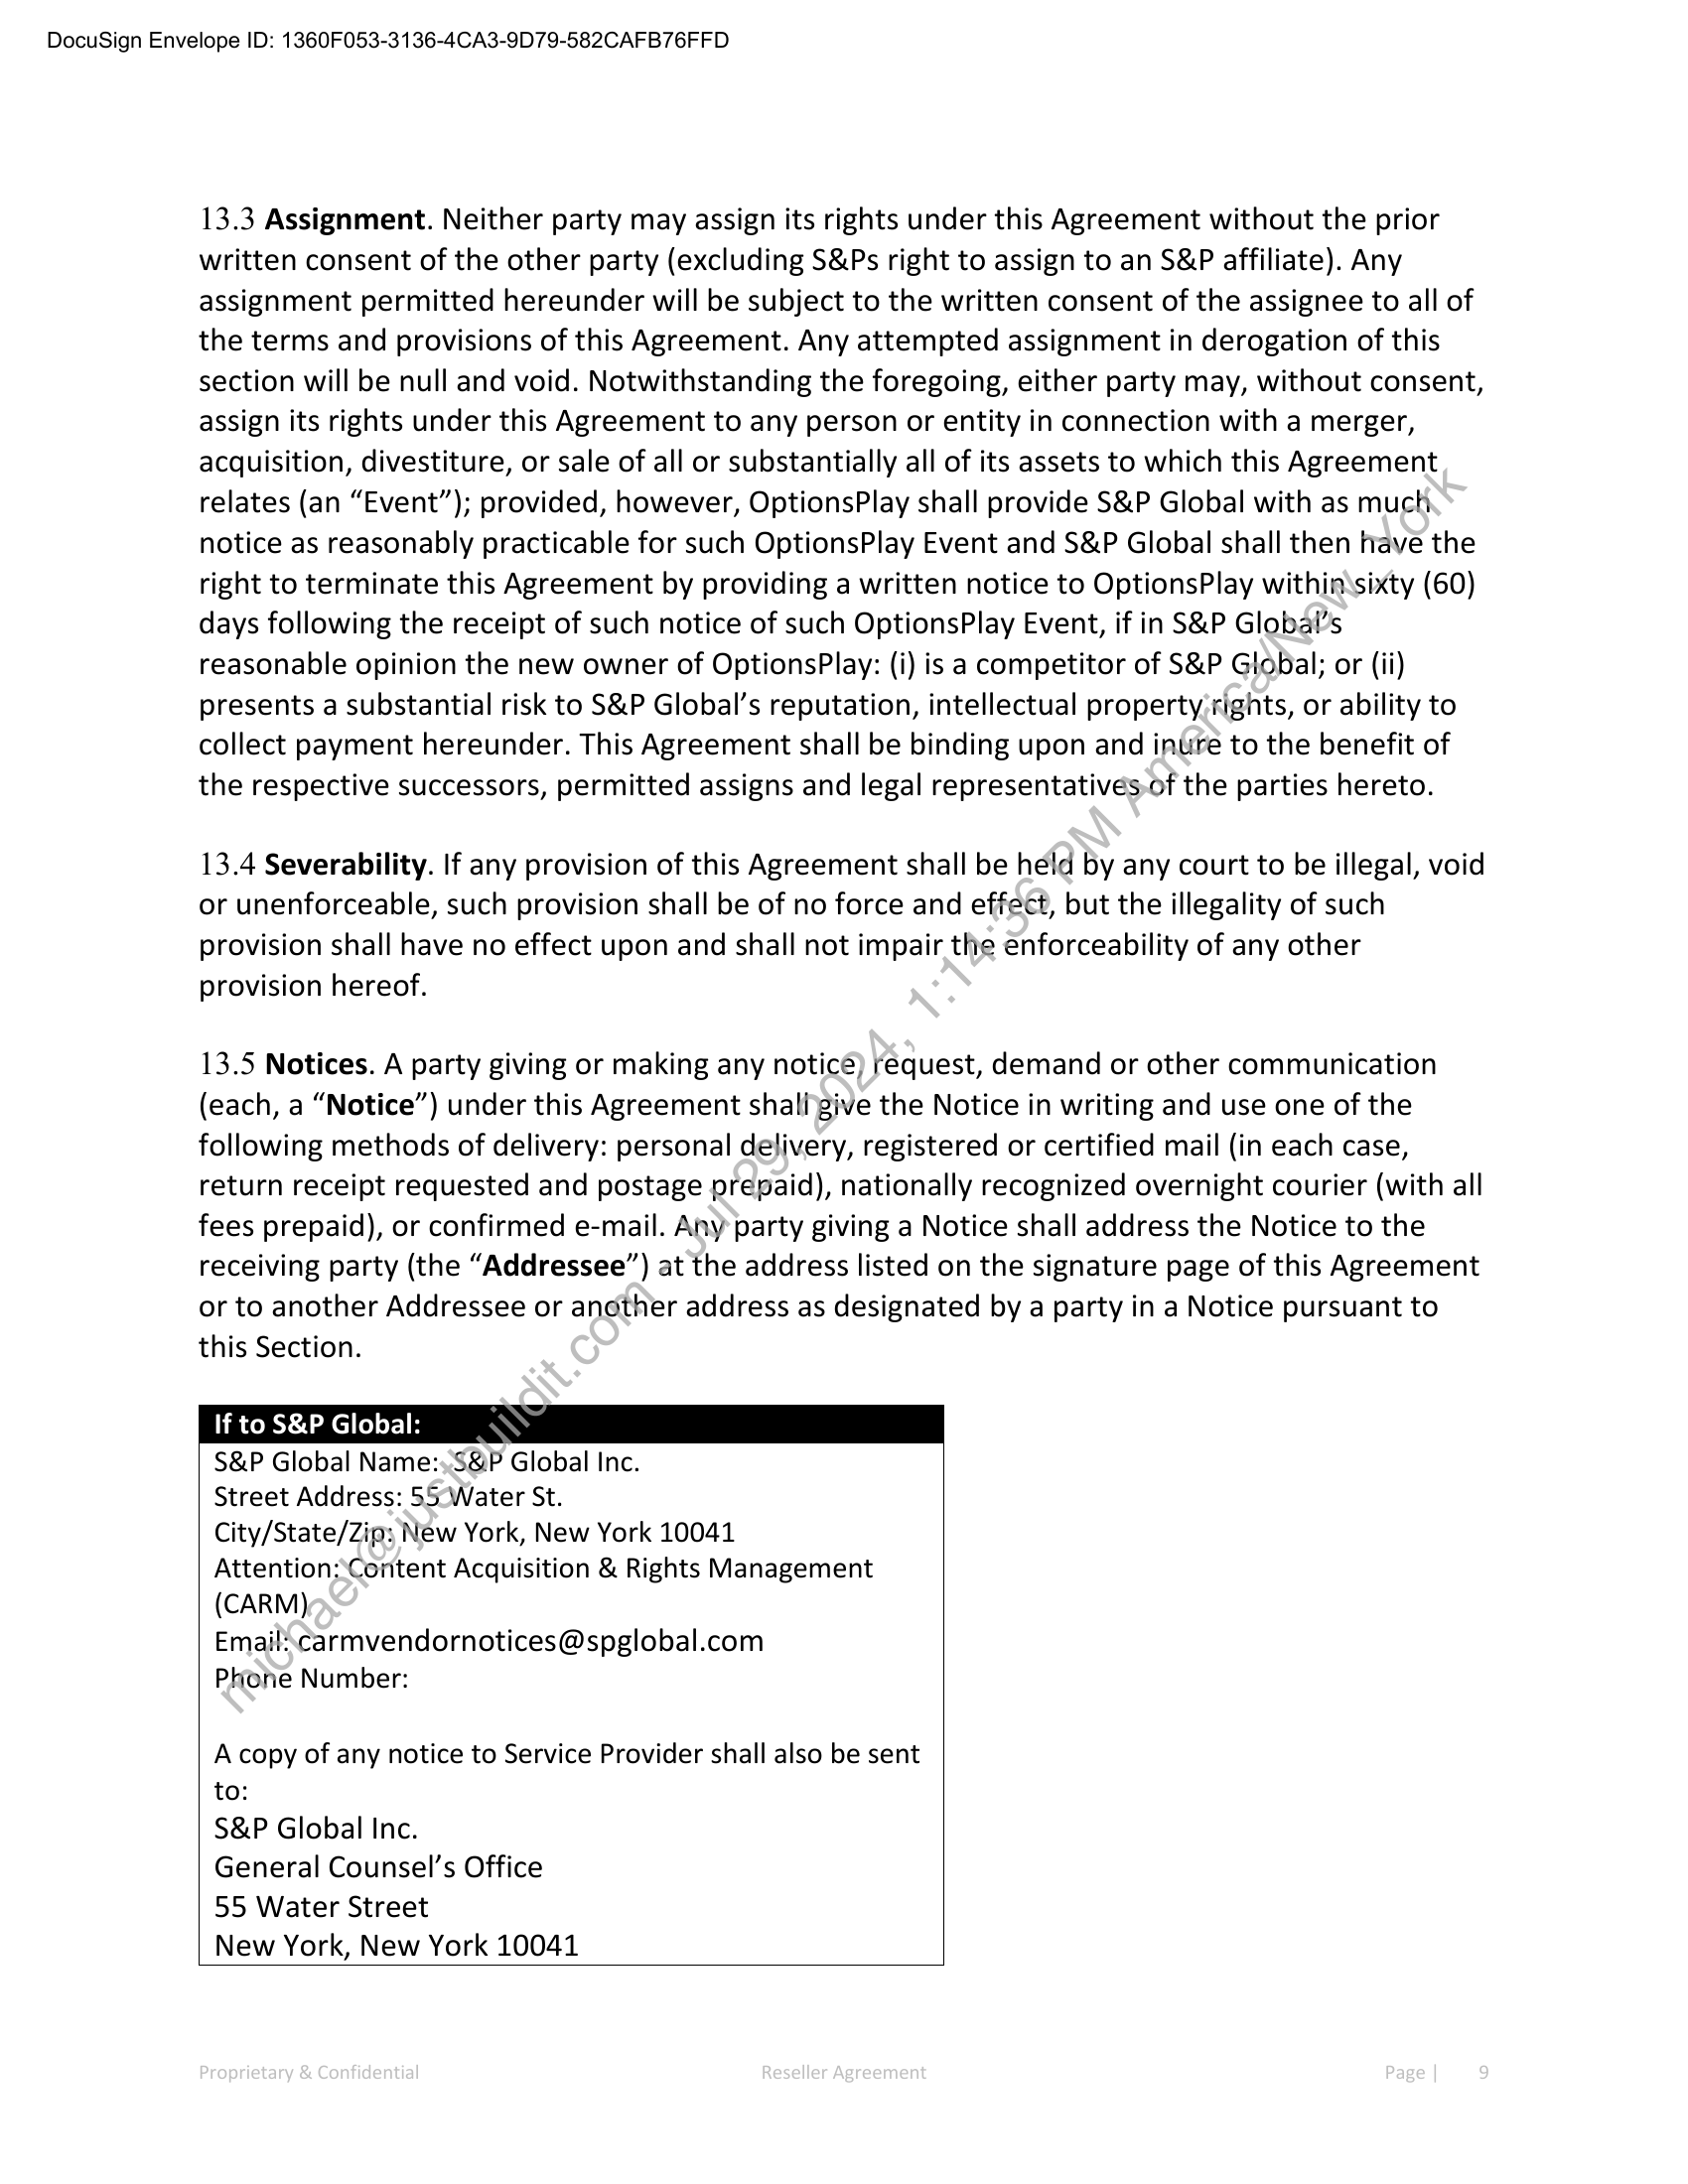 DocuSign Envelope ID: 1360F053-3136-4CA3-9D79-582CAFB76FFD
13.3 Assignment. Neither party may assign its rights under this Agreement without the prior
written consent of the other party (excluding S&Ps right to assign to an S&P affiliate). Any
assignment permitted hereunder will be subject to the written consent of the assignee to all of
the terms and provisions of this Agreement. Any attempted assignment in derogation of this
section will be null and void. Notwithstanding the foregoing, either party may, without consent,
assign its rights under this Agreement to any person or entity in connection with a merger,
acquisition, divestiture, or sale of all or substantially all of its assets to which this Agreement
relates (an “Event”); provided, however, OptionsPlay shall provide S&P Global with as much
notice as reasonably practicable for such OptionsPlay Event and S&P Global shall then have the
right to terminate this Agreement by providing a written notice to OptionsPlay within sixty (60)
days following the receipt of such notice of such OptionsPlay Event, if in S&P Global’s
reasonable opinion the new owner of OptionsPlay: (i) is a competitor of S&P Global; or (ii)
presents a substantial risk to S&P Global’s reputation, intellectual property rights, or ability to
collect payment hereunder. This Agreement shall be binding upon and inure to the benefit of
the respective successors, permitted assigns and legal representatives of the parties hereto.
13.4 Severability. If any provision of this Agreement shall be held by any court to be illegal, void
or unenforceable, such provision shall be of no force and effect, but the illegality of such
provision shall have no effect upon and shall not impair the enforceability of any other
provision hereof.
13.5 Notices. A party giving or making any notice, request, demand or other communication
(each, a “Notice”) under this Agreement shall give the Notice in writing and use one of the
following methods of delivery: personal delivery, registered or certified mail (in each case,
return receipt requested and postage prepaid), nationally recognized overnight courier (with all
fees prepaid), or confirmed e-mail. Any party giving a Notice shall address the Notice to the
receiving party (the “Addressee”) at the address listed on the signature page of this Agreement
or to another Addressee or another address as designated by a party in a Notice pursuant to
this Section.
If to S&P Global:
S&P Global Name: S&P Global Inc.
Street Address: 55 Water St.
City/State/Zip: New York, New York 10041
Attention: Content Acquisition & Rights Management
(CARM)
Email: carmvendornotices@spglobal.com
Phone Number:
A copy of any notice to Service Provider shall also be sent
to:
S&P Global Inc.
General Counsel’s Office
55 Water Street
New York, New York 10041
michael@justbuildit.com - Jul 29, 2024, 1:14:36 PM America/New_York
Proprietary & Confidential Reseller Agreement Page | 9